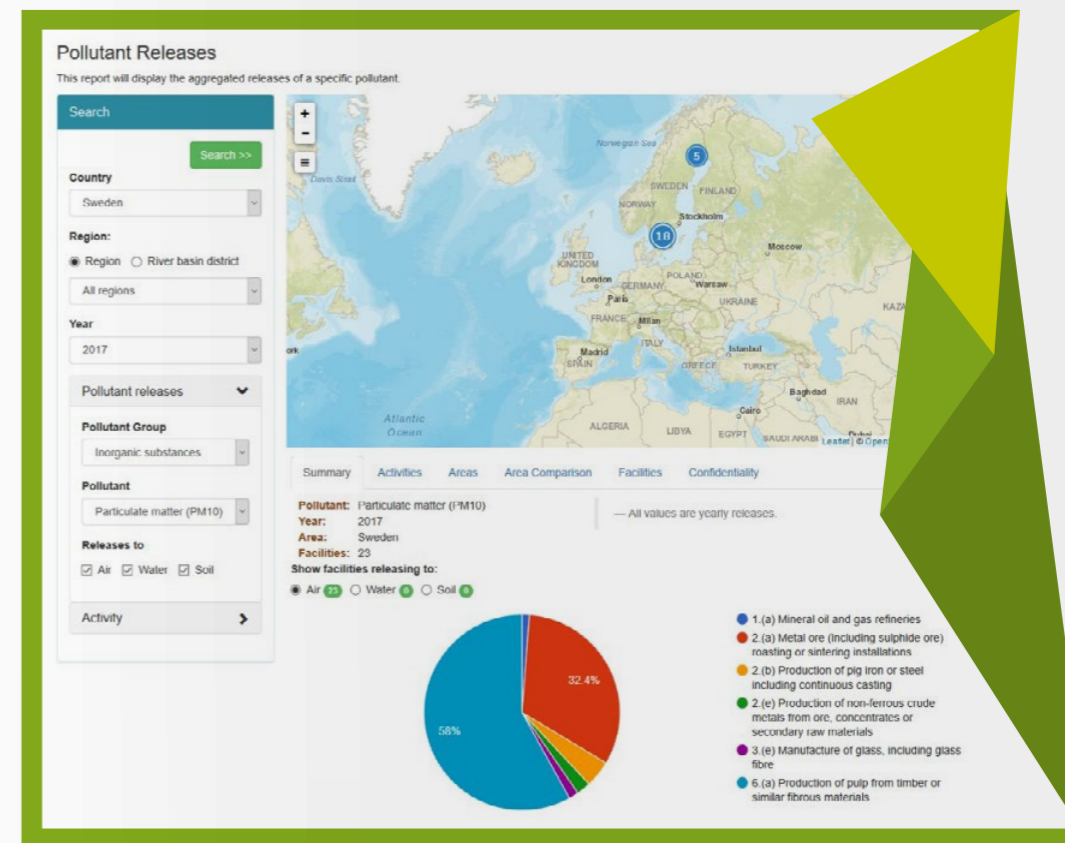 Pollutant Releases
This report will display the aggregated releases of a specific pollutant.
Search
Search >>
Country
Sweden
Region:
Region River basin district
All regions
Year
2017
Pollutant releases
Pollutant Group
Inorganic substances
Pollutant
Particulate matter (PM10)
Releases to
Air Water Soil
Activity
+
-
Norwegian Sea
5
Davis Strait
SWEDEN
FINLAND
NORWAY
Stockholm
18
Moscow
UNITED
KINGDOM
London
POLAND
GERMANY
Warsaw
Paris
UKRAINE
KAZA
FRANCE
Milan
ITALY
Istanbul
ork
Madrid
SPAIN
GREECE
TURKEY
Baghdad
IRAN
Atlantic
Ocean
Cairo
ALGERIA
LIBYA
EGYPT
SAUDI ARABI
Dubai
Leaflet | © Open
Summary Activities Areas Area Comparison Facilities Confidentiality
Pollutant: Particulate matter (PM10)
Year: 2017
Area: Sweden
Facilities: 23
— All values are yearly releases.
Show facilities releasing to:
Air 23 Water 0 Soil 0
32.4%
58%
1.(a) Mineral oil and gas refineries
2.(a) Metal ore (including sulphide ore)
roasting or sintering installations
2.(b) Production of pig iron or steel
including continuous casting
2.(e) Production of non-ferrous crude
metals from ore, concentrates or
secondary raw materials
3.(e) Manufacture of glass, including glass
fibre
6.(a) Production of pulp from timber or
similar fibrous materials